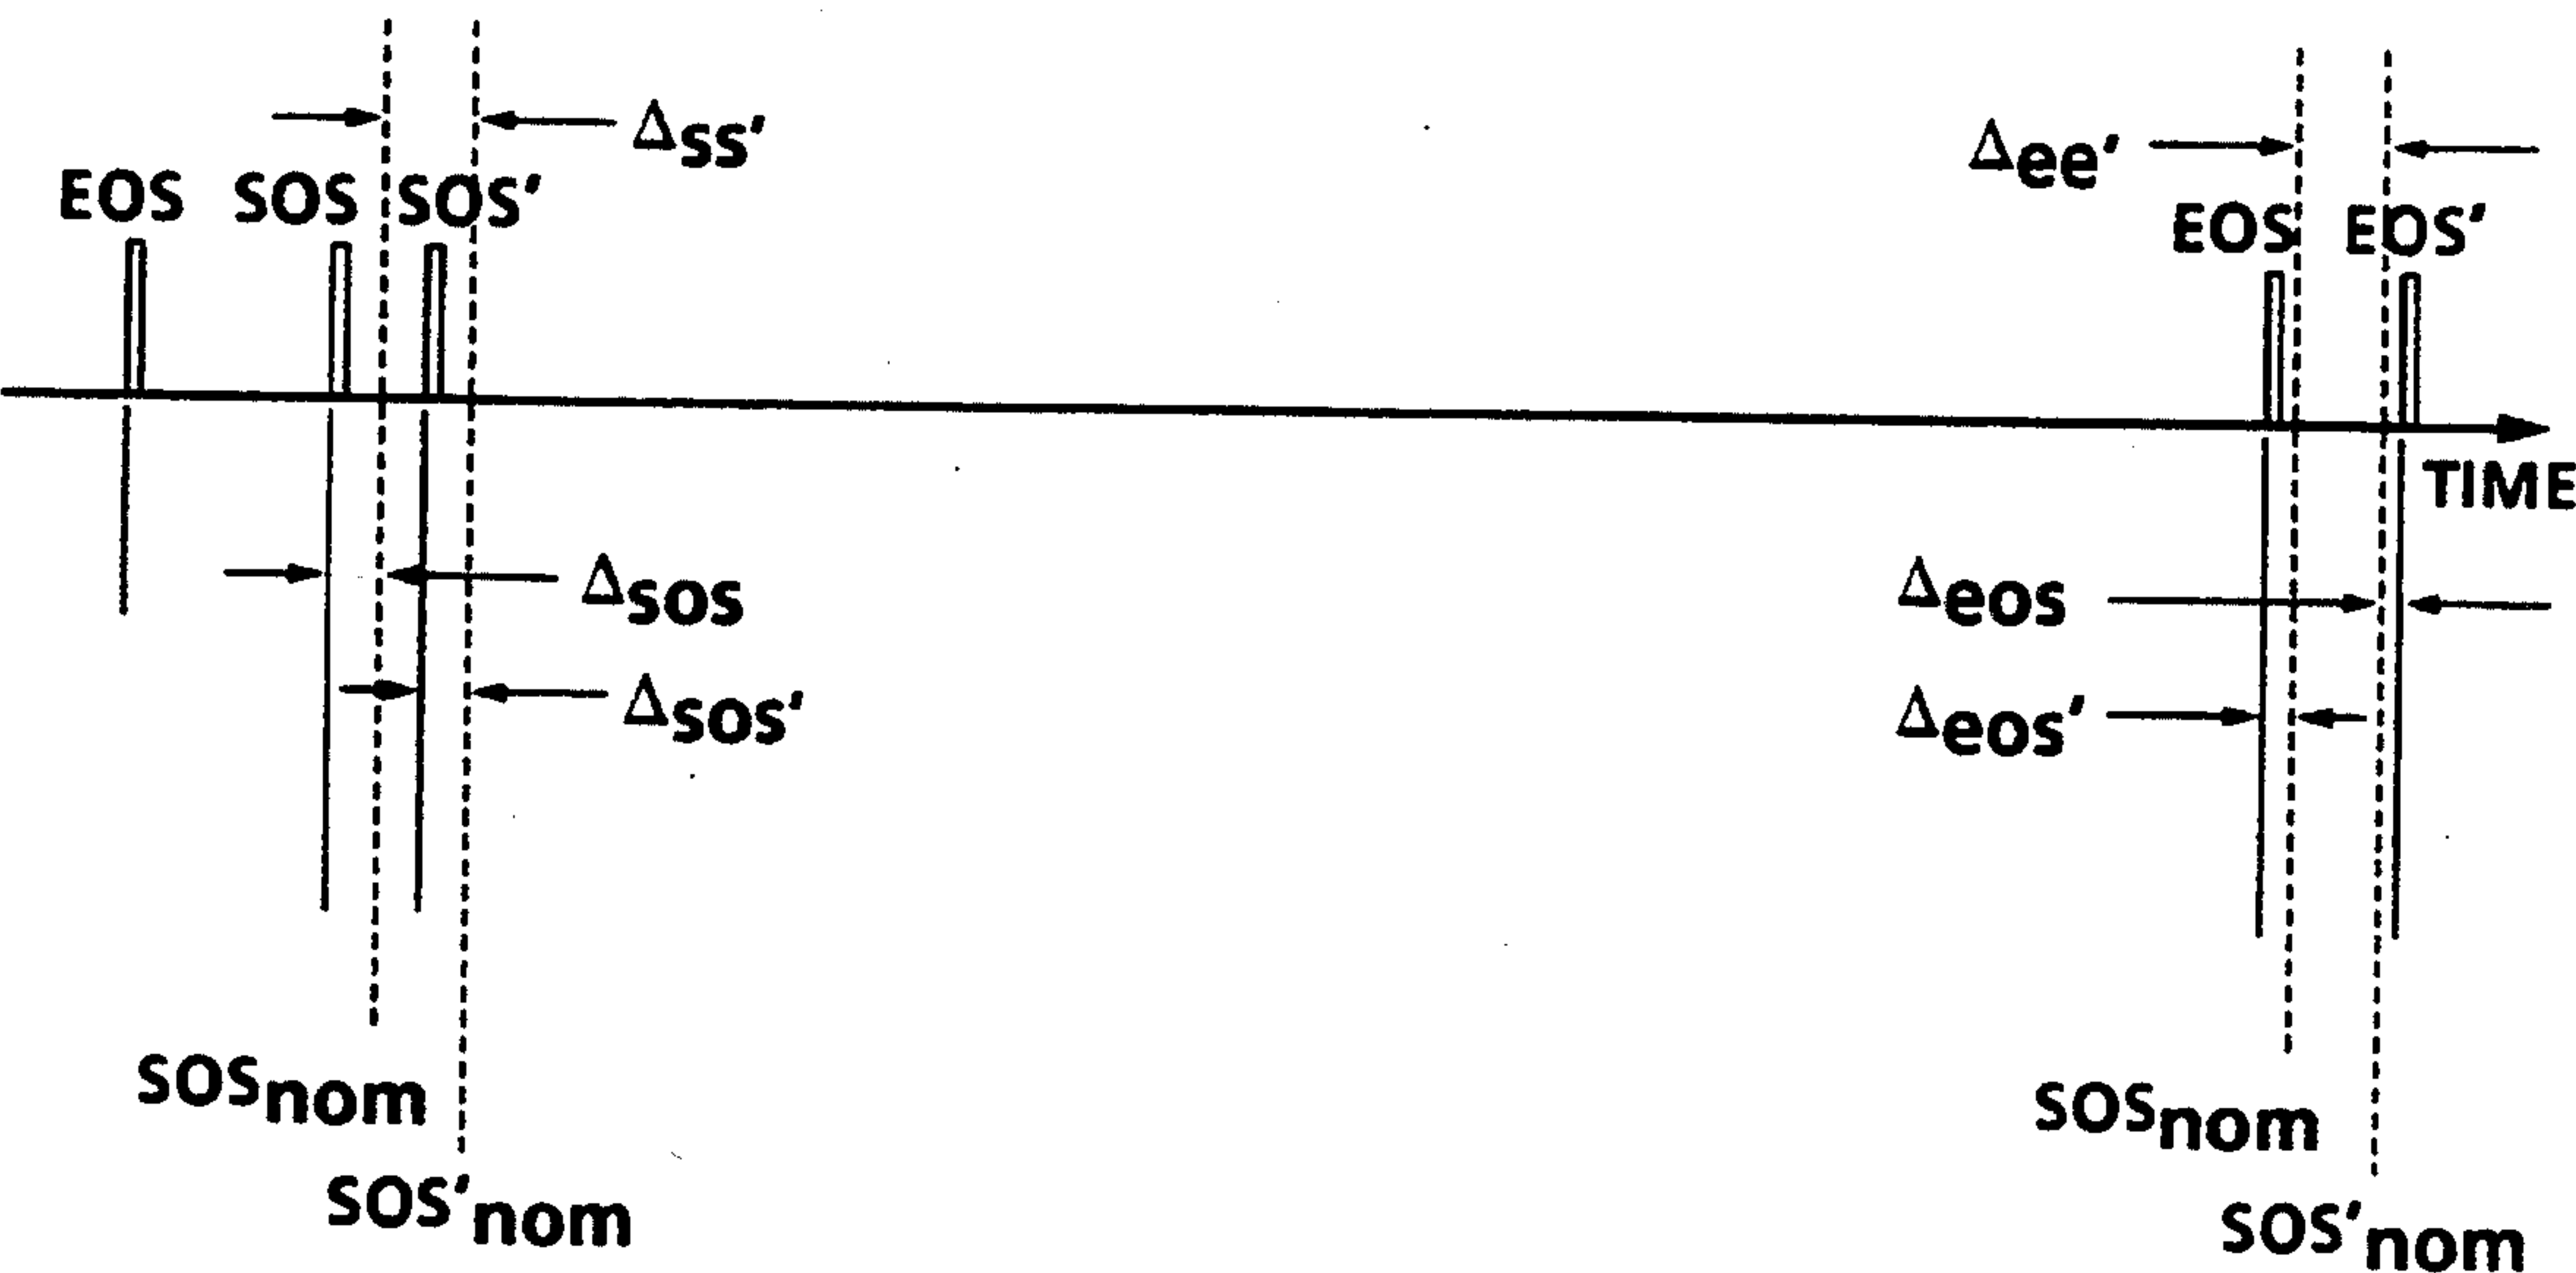 Δss'
Δee'
EOS SOS SOS'
EOS EOS'
TIME
Δsos
Δeos
Δsos'
Δeos'
SOSnom
SOSnom
SOS'nom
SOS'nom